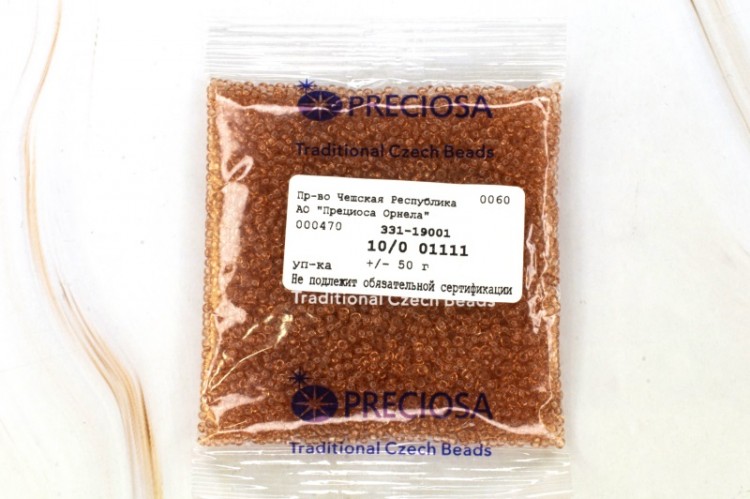 PRECIOSA
Traditional Czech Beads
Пр-во Чешская Республика 0060
АО "Прециоса Орнела"
000470 331-19001
10/0 01111
уп-ка +/- 50 г
Не подлежит обязательной сертификации
Traditional Czech Beads
PRECIOSA
Traditional Czech Beads